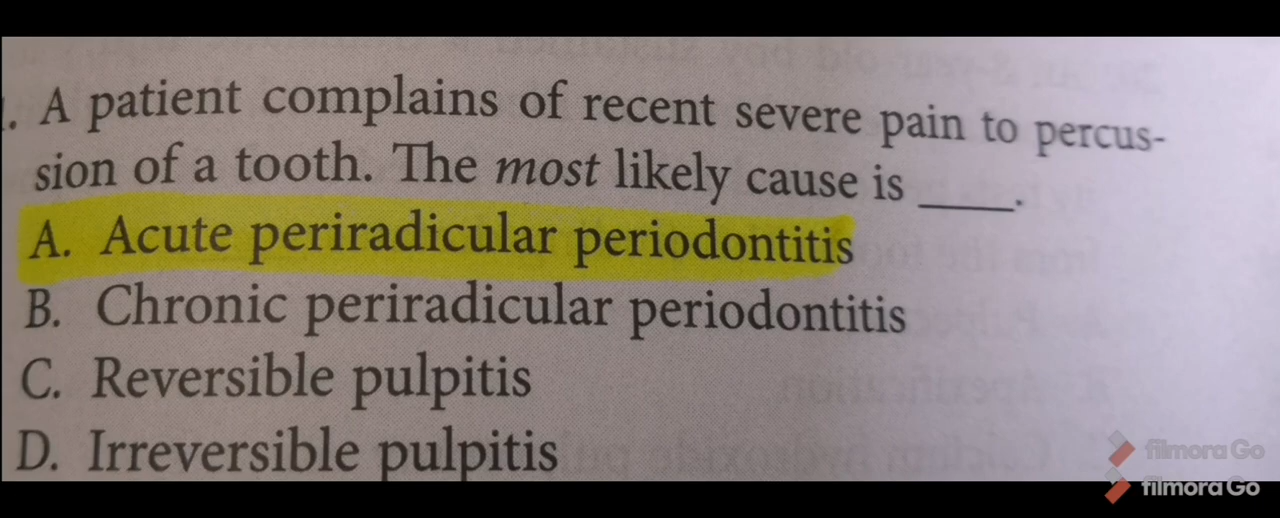 . A patient complains of recent severe pain to percus-
sion of a tooth. The most likely cause is ____.
A. Acute periradicular periodontitis
B. Chronic periradicular periodontitis
C. Reversible pulpitis
D. Irreversible pulpitis
filmora Go
filmora Go